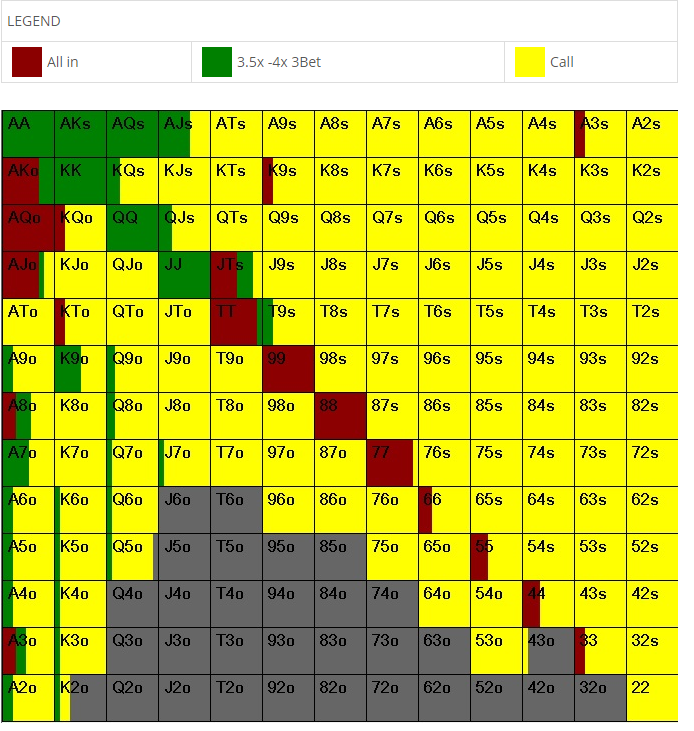 LEGEND
All in 3.5x -4x 3Bet Call
AA AKs AQs AJs ATs A9s A8s A7s A6s A5s A4s A3s A2s
AKo KK KQs KJs KTs K9s K8s K7s K6s K5s K4s K3s K2s
AQo KQo QQ QJs QTs Q9s Q8s Q7s Q6s Q5s Q4s Q3s Q2s
AJo KJo QJo JJ JTs J9s J8s J7s J6s J5s J4s J3s J2s
ATo KTo QTo JTo TT T9s T8s T7s T6s T5s T4s T3s T2s
A9o K9o Q9o J9o T9o 99 98s 97s 96s 95s 94s 93s 92s
A8o K8o Q8o J8o T8o 98o 88 87s 86s 85s 84s 83s 82s
A7o K7o Q7o J7o T7o 97o 87o 77 76s 75s 74s 73s 72s
A6o K6o Q6o J6o T6o 96o 86o 76o 66 65s 64s 63s 62s
A5o K5o Q5o J5o T5o 95o 85o 75o 65o 55 54s 53s 52s
A4o K4o Q4o J4o T4o 94o 84o 74o 64o 54o 44 43s 42s
A3o K3o Q3o J3o T3o 93o 83o 73o 63o 53o 43o 33 32s
A2o K2o Q2o J2o T2o 92o 82o 72o 62o 52o 42o 32o 22